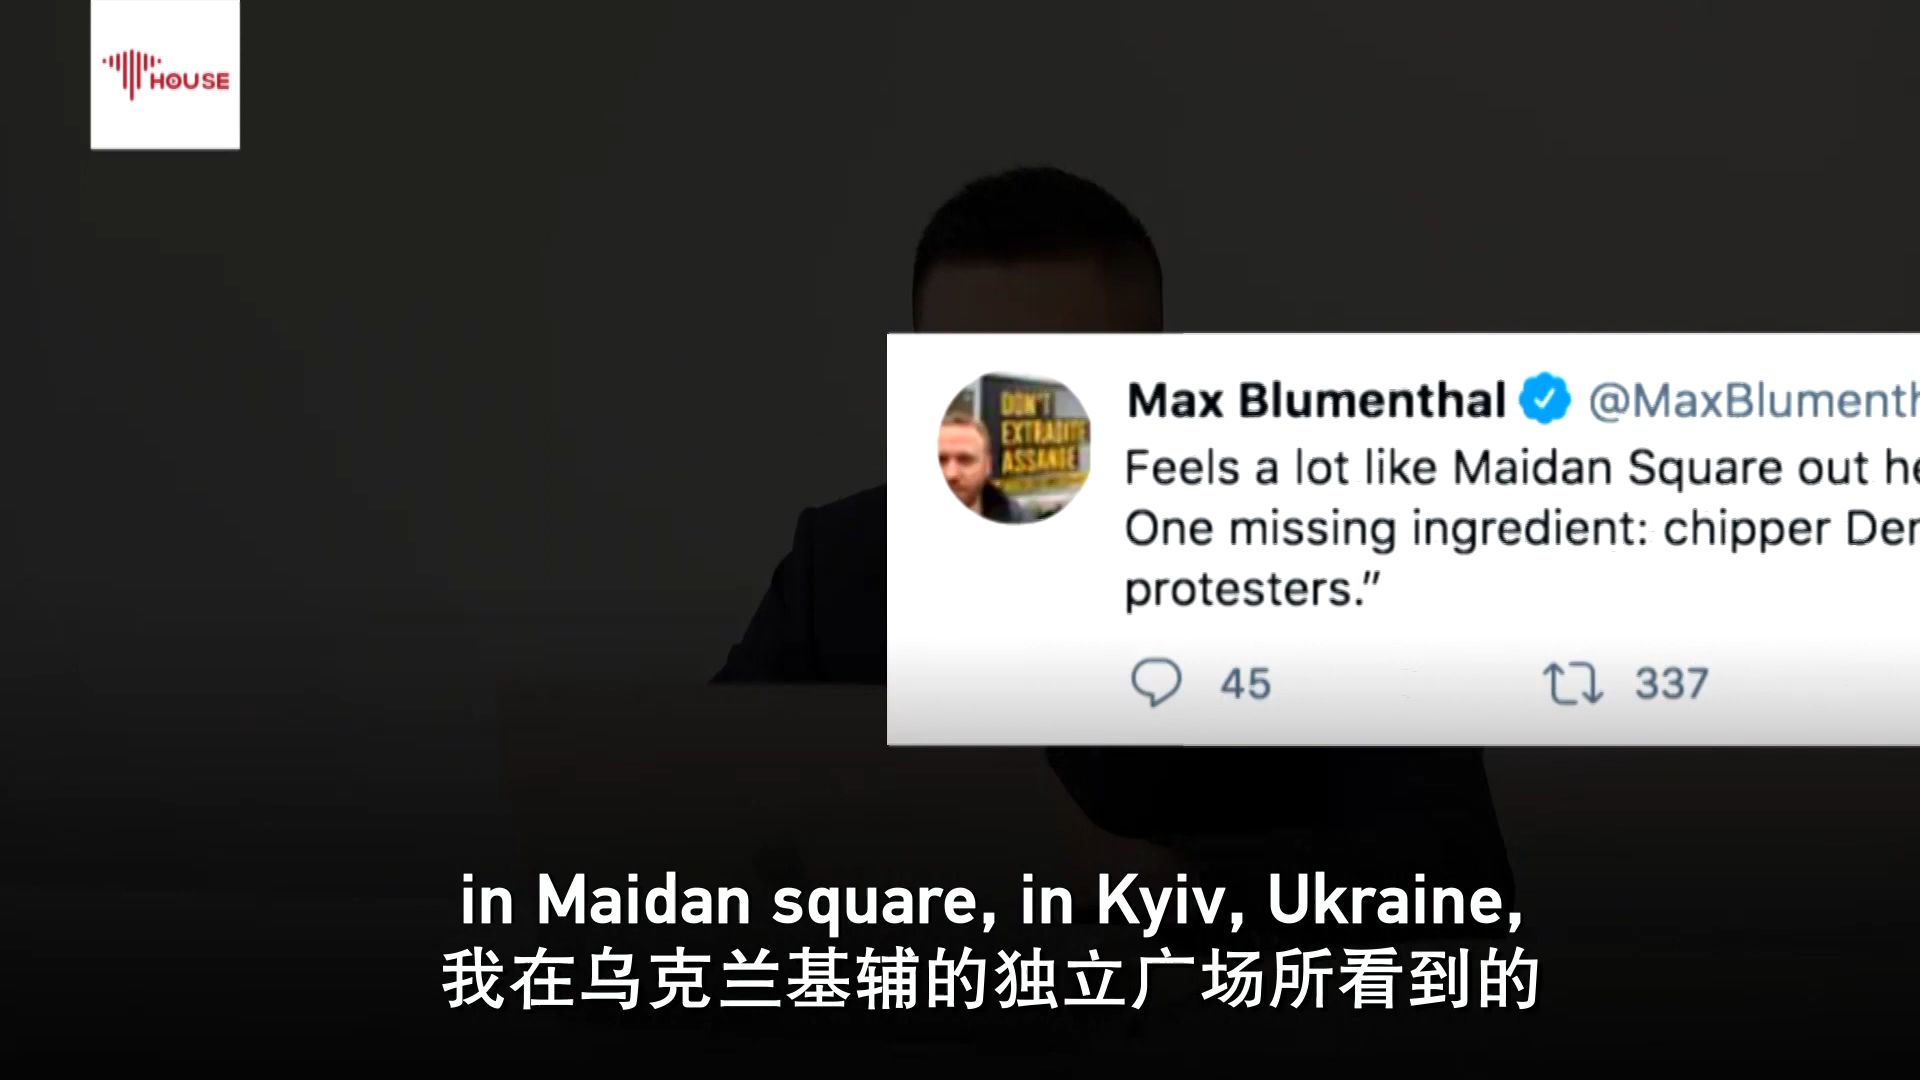 HOUSE
DON'T
EXTRADITE
ASSANGE
Max Blumenthal @MaxBlumenth
Feels a lot like Maidan Square out he
One missing ingredient: chipper Der
protesters.”
45 337
in Maidan square, in Kyiv, Ukraine,
我在乌克兰基辅的独立广场所看到的